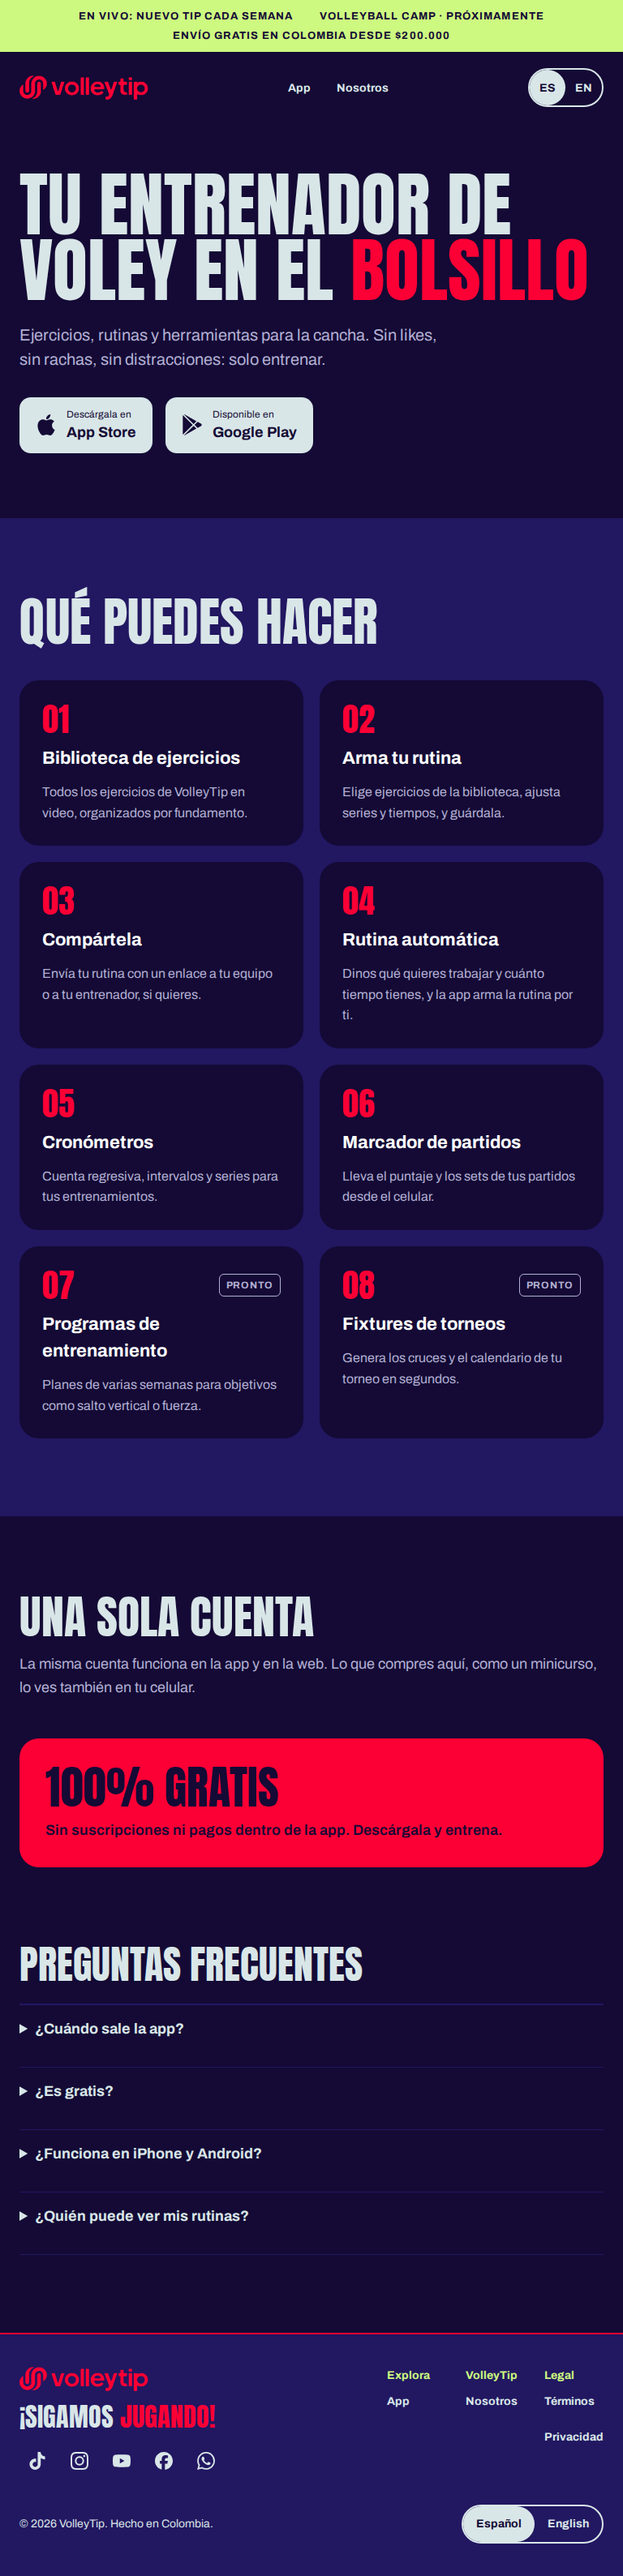 EN VIVO: NUEVO TIP CADA SEMANA VOLLEYBALL CAMP · PRÓXIMAMENTE
ENVÍO GRATIS EN COLOMBIA DESDE $200.000
volleytip App Nosotros ES EN
TU ENTRENADOR DE
VOLEY EN EL BOLSILLO
Ejercicios, rutinas y herramientas para la cancha. Sin likes,
sin rachas, sin distracciones: solo entrenar.
Descárgala en
App Store
Disponible en
Google Play
QUÉ PUEDES HACER
01
Biblioteca de ejercicios
Todos los ejercicios de VolleyTip en
video, organizados por fundamento.
02
Arma tu rutina
Elige ejercicios de la biblioteca, ajusta
series y tiempos, y guárdala.
03
Compártela
Envía tu rutina con un enlace a tu equipo
o a tu entrenador, si quieres.
04
Rutina automática
Dinos qué quieres trabajar y cuánto
tiempo tienes, y la app arma la rutina por
ti.
05
Cronómetros
Cuenta regresiva, intervalos y series para
tus entrenamientos.
06
Marcador de partidos
Lleva el puntaje y los sets de tus partidos
desde el celular.
07 PRONTO
Programas de
entrenamiento
Planes de varias semanas para objetivos
como salto vertical o fuerza.
08 PRONTO
Fixtures de torneos
Genera los cruces y el calendario de tu
torneo en segundos.
UNA SOLA CUENTA
La misma cuenta funciona en la app y en la web. Lo que compres aquí, como un minicurso,
lo ves también en tu celular.
100% GRATIS
Sin suscripciones ni pagos dentro de la app. Descárgala y entrena.
PREGUNTAS FRECUENTES
¿Cuándo sale la app?
¿Es gratis?
¿Funciona en iPhone y Android?
¿Quién puede ver mis rutinas?
volleytip
¡SIGAMOS JUGANDO!
Explora
App
VolleyTip
Nosotros
Legal
Términos
Privacidad
© 2026 VolleyTip. Hecho en Colombia.
Español English